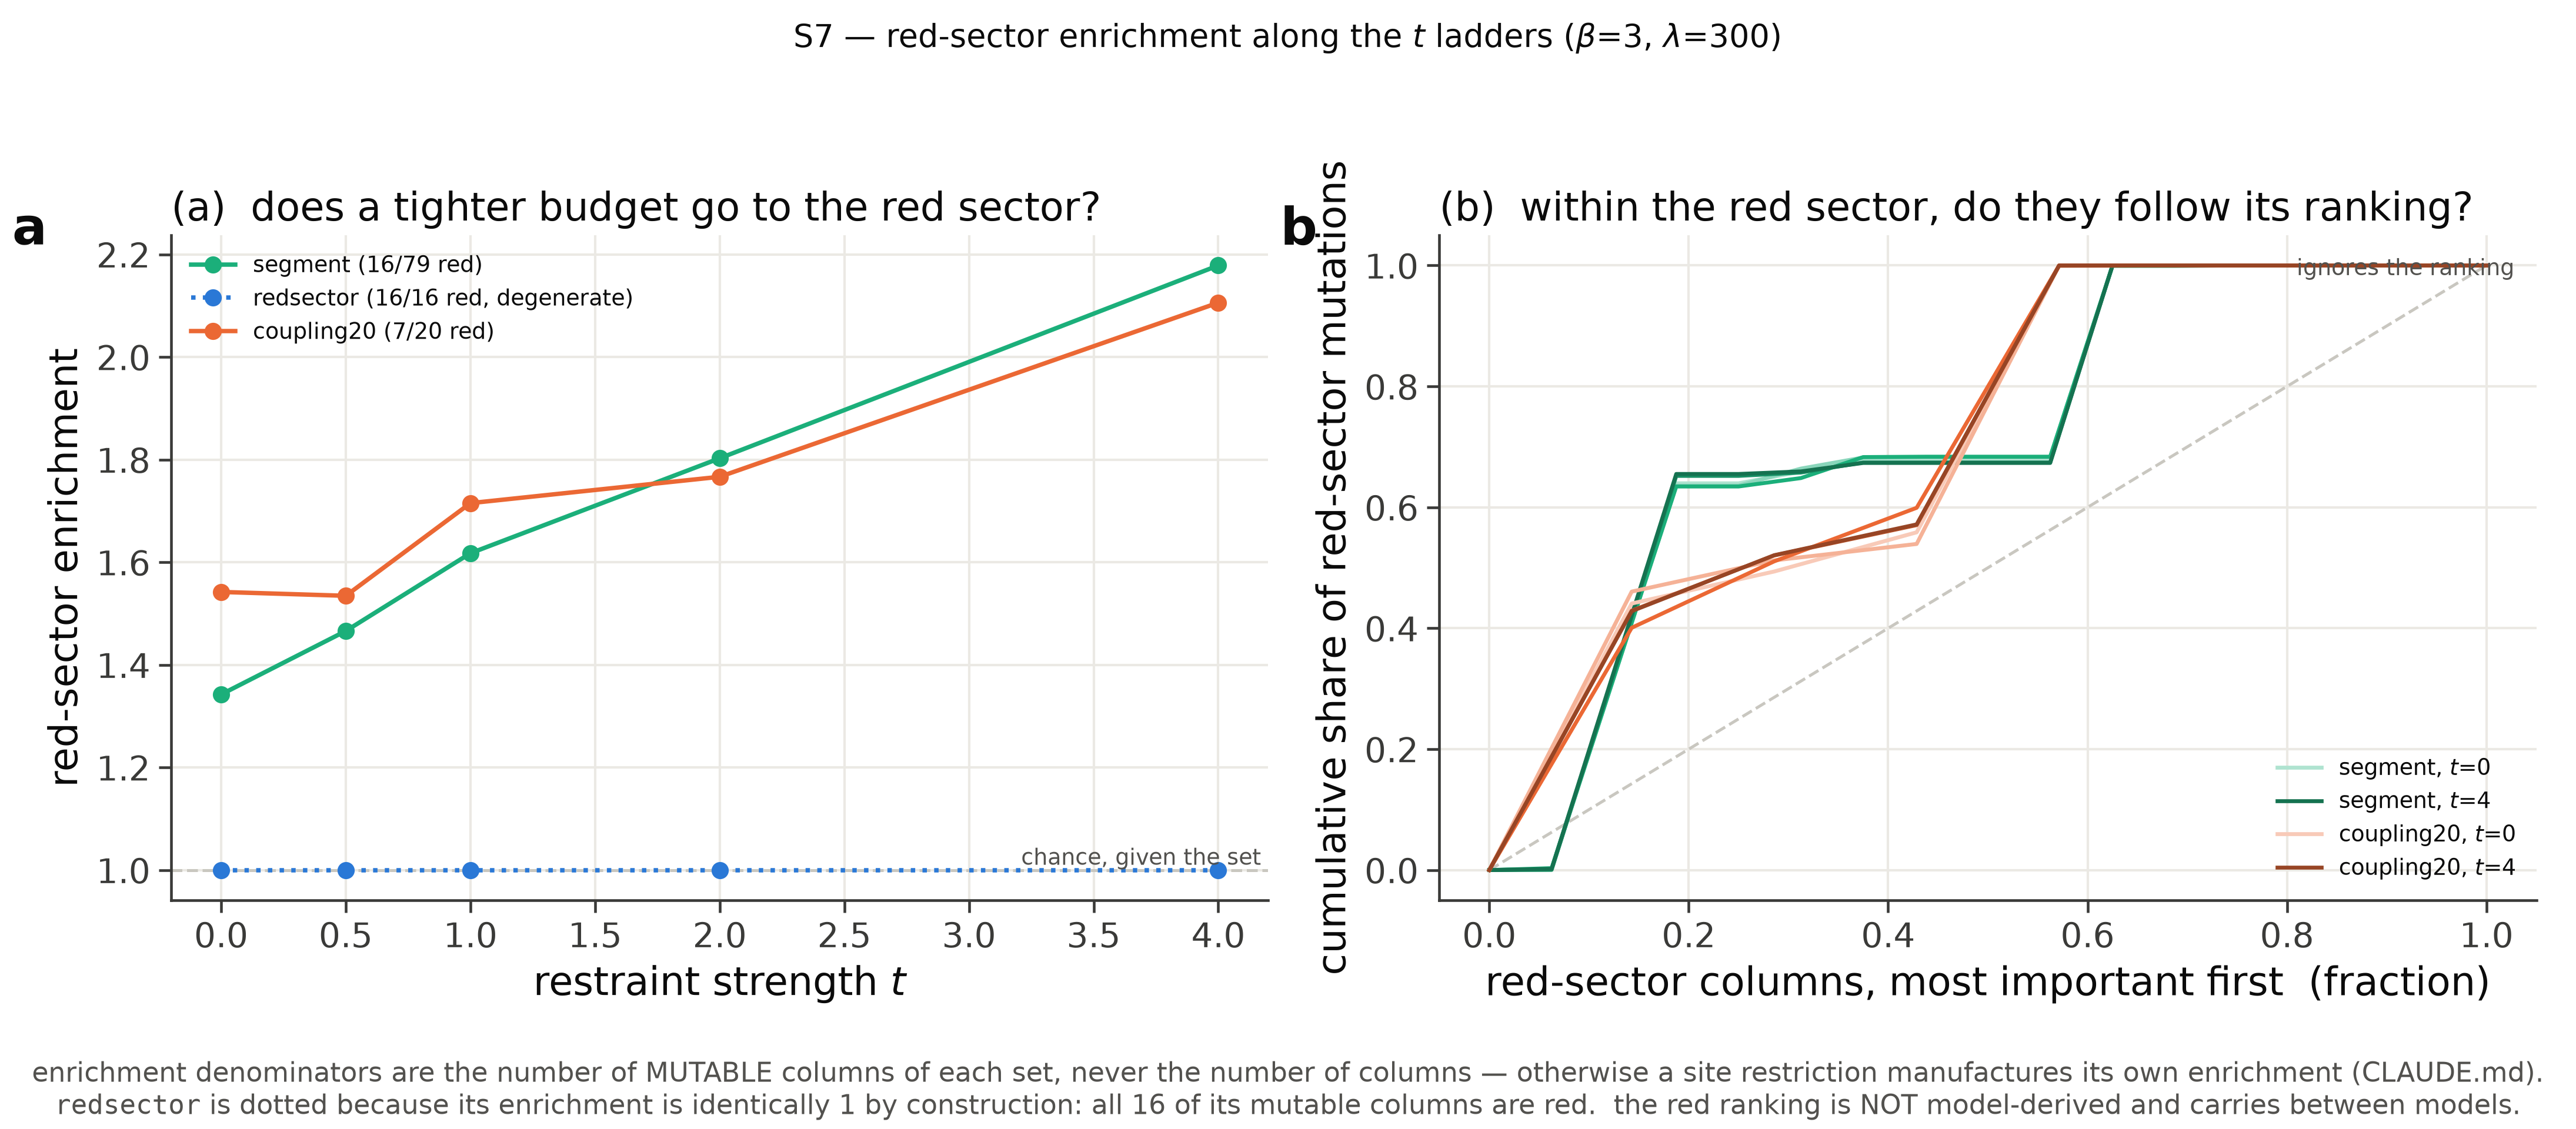 S7 — red-sector enrichment along the t ladders (β=3, λ=300)
a
(a) does a tighter budget go to the red sector?
red-sector enrichment
2.2
2.0
1.8
1.6
1.4
1.2
1.0
segment (16/79 red)
redsector (16/16 red, degenerate)
coupling20 (7/20 red)
chance, given the set
0.0 0.5 1.0 1.5 2.0 2.5 3.0 3.5 4.0
restraint strength t
b
(b) within the red sector, do they follow its ranking?
cumulative share of red-sector mutations
1.0
0.8
0.6
0.4
0.2
0.0
ignores the ranking
segment, t=0
segment, t=4
coupling20, t=0
coupling20, t=4
0.0 0.2 0.4 0.6 0.8 1.0
red-sector columns, most important first (fraction)
enrichment denominators are the number of MUTABLE columns of each set, never the number of columns — otherwise a site restriction manufactures its own enrichment (CLAUDE.md).
redsector is dotted because its enrichment is identically 1 by construction: all 16 of its mutable columns are red. the red ranking is NOT model-derived and carries between models.